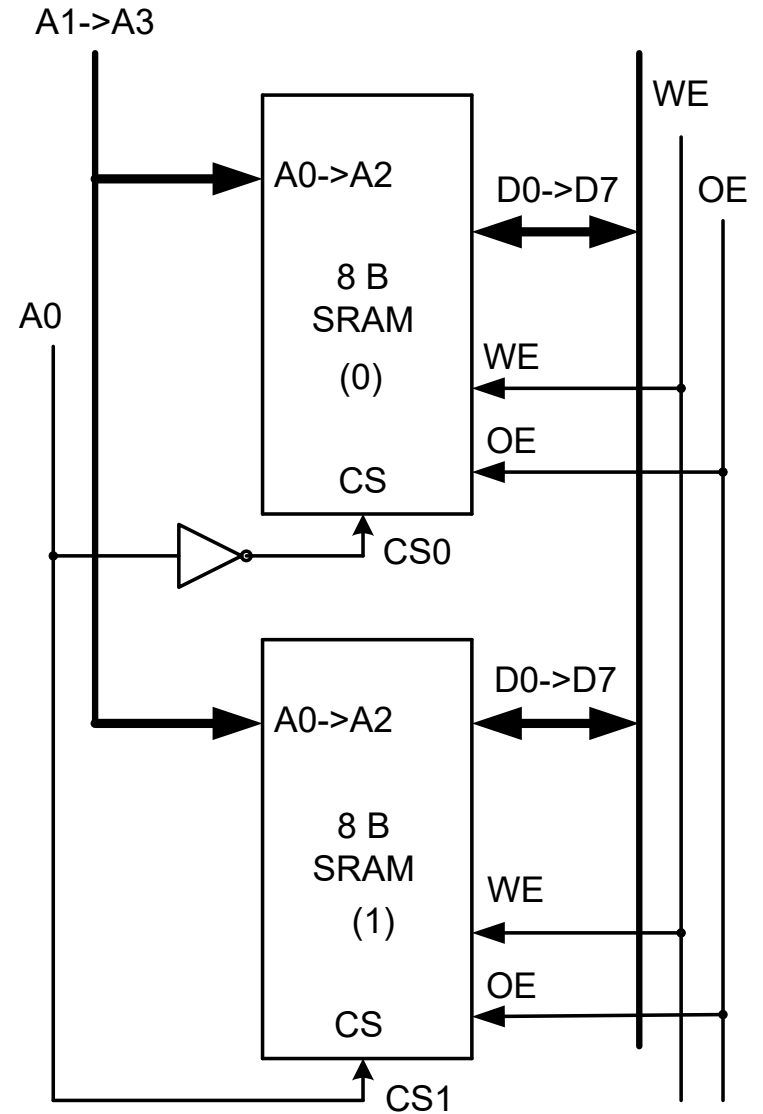 A1->A3
WE
A0->A2
D0->D7
OE
8 B
SRAM
(0)
A0
WE
OE
CS
CS0
A0->A2
D0->D7
8 B
SRAM
(1)
WE
OE
CS
CS1